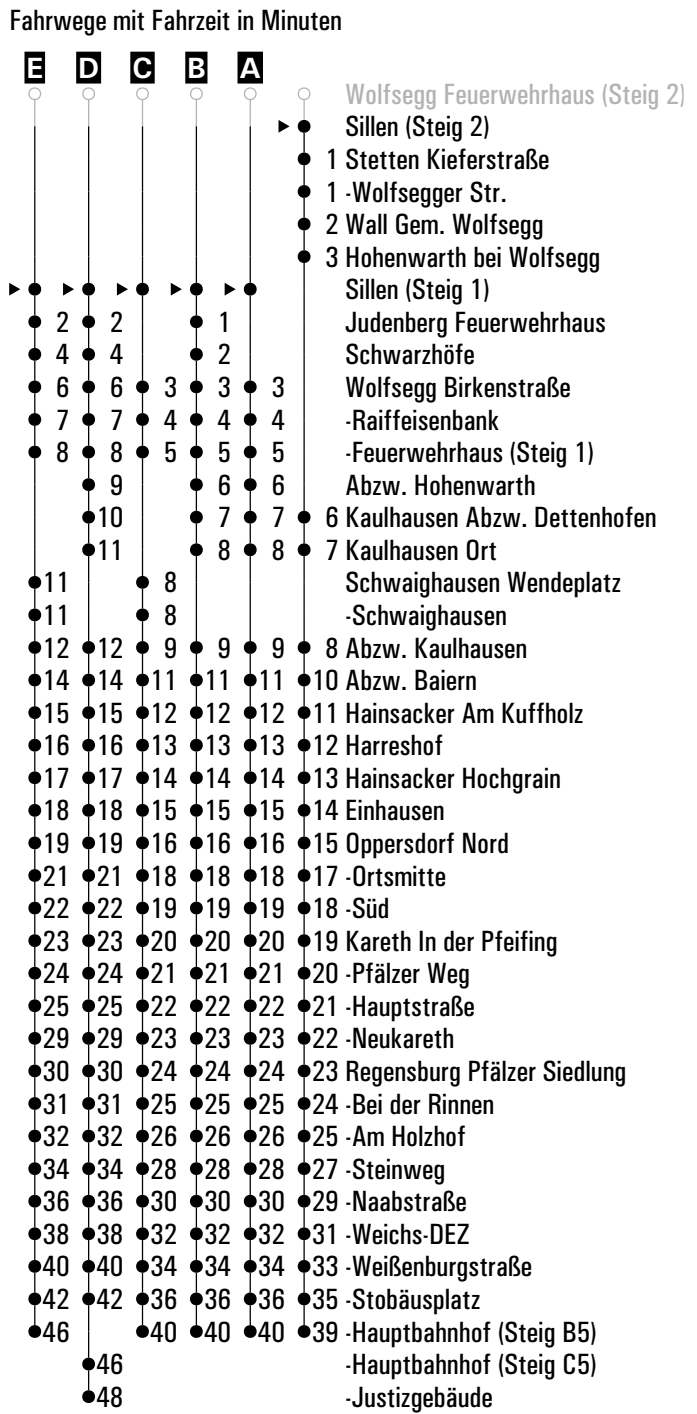 Fahrwege mit Fahrzeit in Minuten
E D C B A
Wolfsegg Feuerwehrhaus (Steig 2)
Sillen (Steig 2)
1 Stetten Kieferstraße
1 -Wolfsegger Str.
2 Wall Gem. Wolfsegg
3 Hohenwarth bei Wolfsegg
Sillen (Steig 1)
2 2 1 Judenberg Feuerwehrhaus
4 4 2 Schwarzhöfe
6 6 3 3 3 Wolfsegg Birkenstraße
7 7 4 4 4 -Raiffeisenbank
8 8 5 5 5 -Feuerwehrhaus (Steig 1)
9 6 6 Abzw. Hohenwarth
10 7 7 6 Kaulhausen Abzw. Dettenhofen
11 8 8 7 Kaulhausen Ort
11 8 Schwaighausen Wendeplatz
11 8 -Schwaighausen
12 12 9 9 9 8 Abzw. Kaulhausen
14 14 11 11 11 10 Abzw. Baiern
15 15 12 12 12 11 Hainsacker Am Kuffholz
16 16 13 13 13 12 Harreshof
17 17 14 14 14 13 Hainsacker Hochgrain
18 18 15 15 15 14 Einhausen
19 19 16 16 16 15 Oppersdorf Nord
21 21 18 18 18 17 -Ortsmitte
22 22 19 19 19 18 -Süd
23 23 20 20 20 19 Kareth In der Pfeifing
24 24 21 21 21 20 -Pfälzer Weg
25 25 22 22 22 21 -Hauptstraße
29 29 23 23 23 22 -Neukareth
30 30 24 24 24 23 Regensburg Pfälzer Siedlung
31 31 25 25 25 24 -Bei der Rinnen
32 32 26 26 26 25 -Am Holzhof
34 34 28 28 28 27 -Steinweg
36 36 30 30 30 29 -Naabstraße
38 38 32 32 32 31 -Weichs-DEZ
40 40 34 34 34 33 -Weißenburgstraße
42 42 36 36 36 35 -Stobäusplatz
46 40 40 40 39 -Hauptbahnhof (Steig B5)
46 -Hauptbahnhof (Steig C5)
48 -Justizgebäude